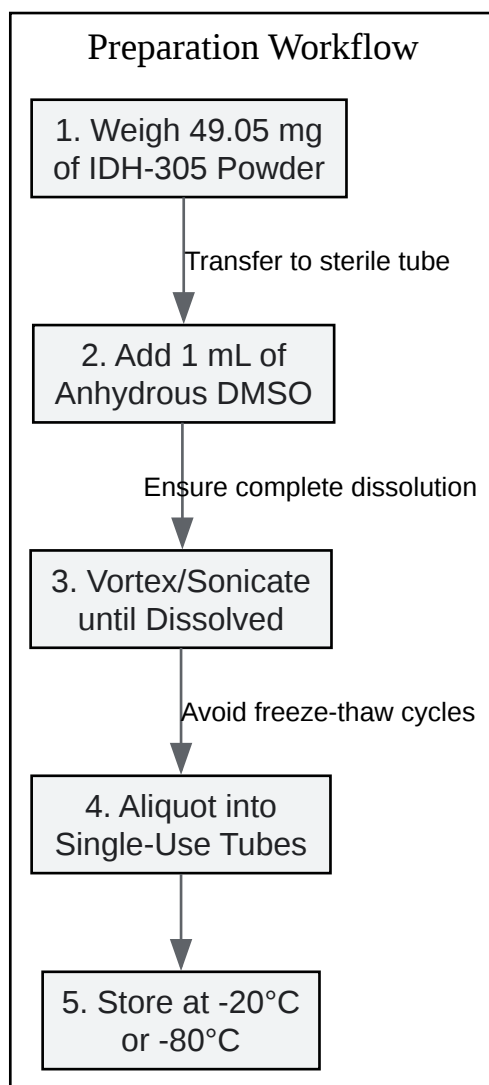 Preparation Workflow
1. Weigh 49.05 mg
of IDH-305 Powder
Transfer to sterile tube
2. Add 1 mL of
Anhydrous DMSO
Ensure complete dissolution
3. Vortex/Sonicate
until Dissolved
Avoid freeze-thaw cycles
4. Aliquot into
Single-Use Tubes
5. Store at -20°C
or -80°C